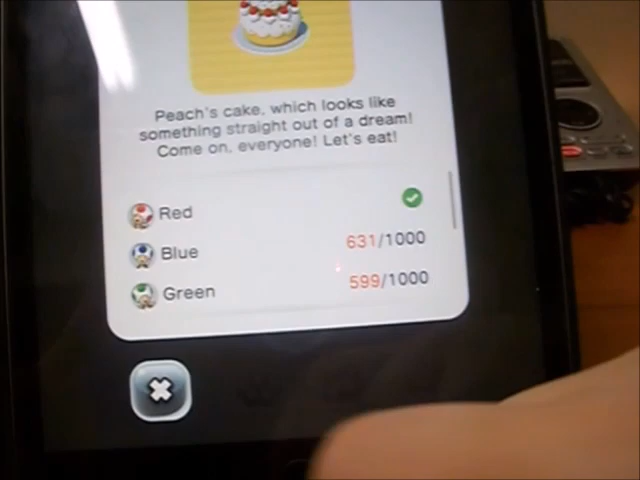 Peach's cake, which looks like
something straight out of a dream!
Come on, everyone! Let's eat!
Red
Blue 631/1000
Green 599/1000